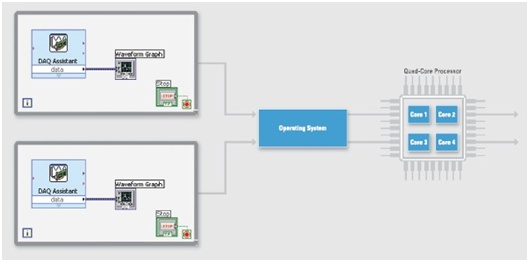 DAQ Assistant
data
Waveform Graph
Stop
STOP
i
Operating System
Quad-Core Processor
Core 1 Core 2
Core 3 Core 4
DAQ Assistant
data
Waveform Graph
Stop
STOP
i